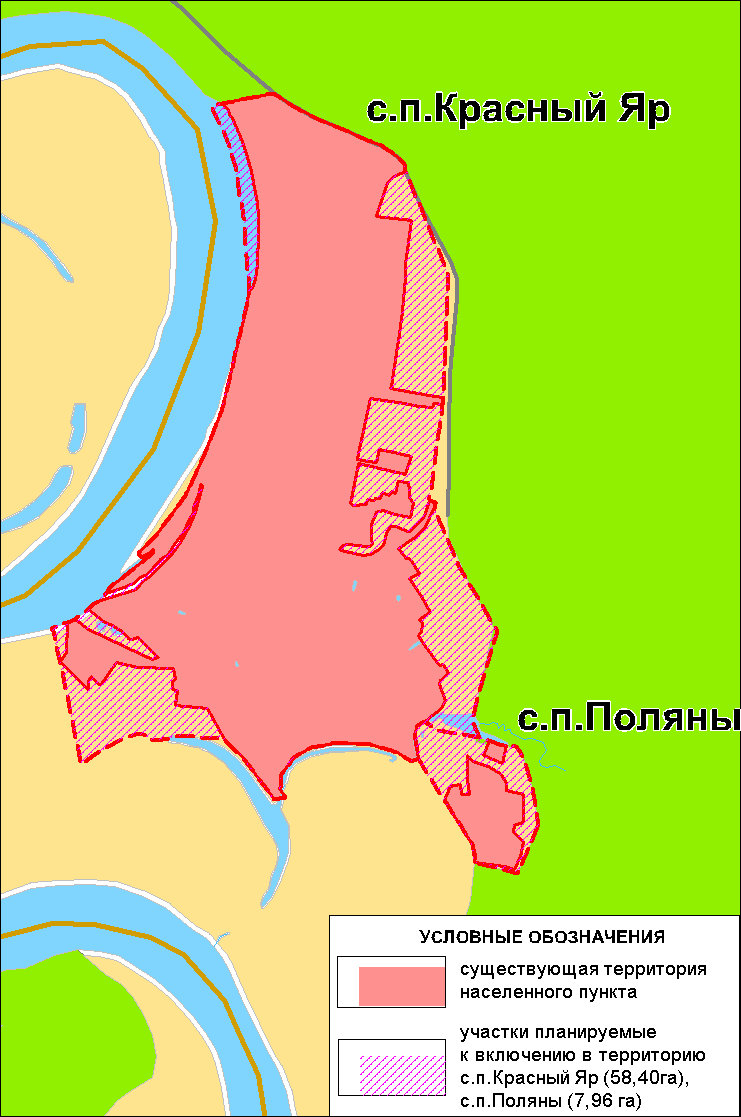 с.п.Красный Яр
с.п.Поляны
УСЛОВНЫЕ ОБОЗНАЧЕНИЯ
существующая территория
населенного пункта
участки планируемые
к включению в территорию
с.п.Красный Яр (58,40га),
с.п.Поляны (7,96 га)